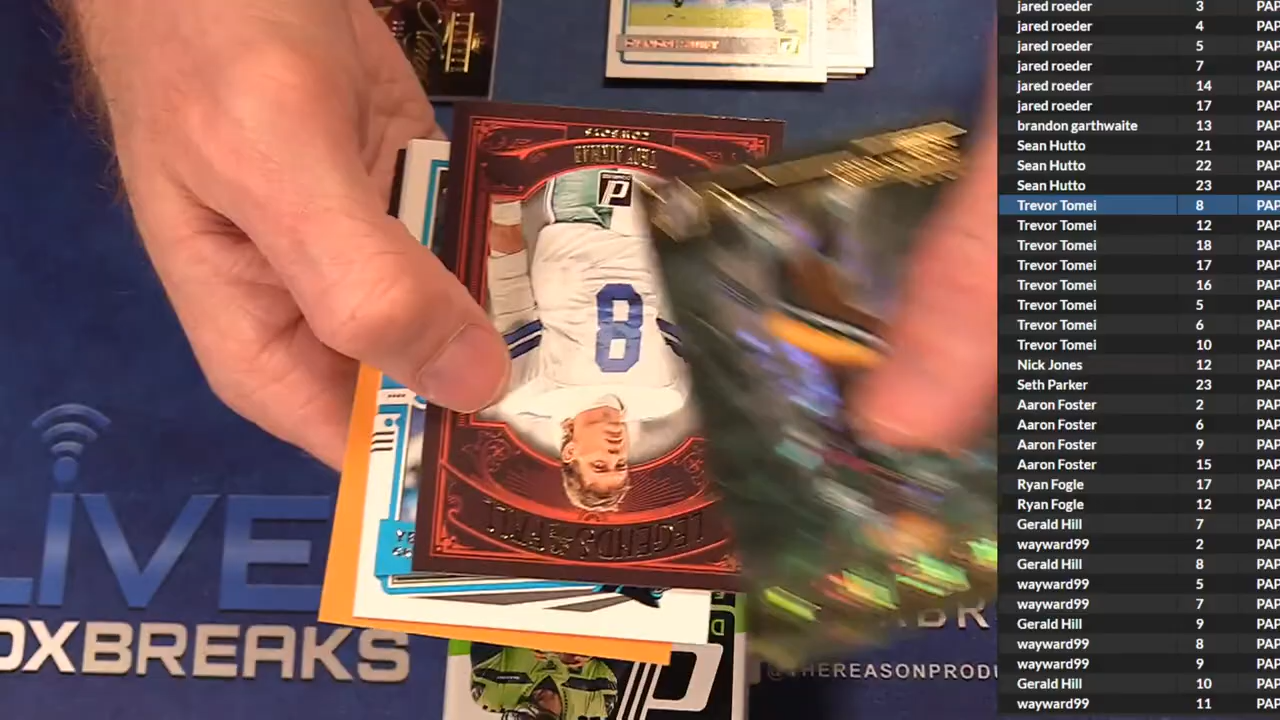 jared roeder 3 PAP
jared roeder 4 PAP
jared roeder 5 PAP
jared roeder 7 PAP
jared roeder 14 PAP
jared roeder 17 PAP
brandon garthwaite 13 PAP
Sean Hutto 21 PAP
Sean Hutto 22 PAP
Sean Hutto 23 PAP
Trevor Tomei 8 PAP
Trevor Tomei 12 PAP
Trevor Tomei 18 PAP
Trevor Tomei 17 PAP
Trevor Tomei 16 PAP
Trevor Tomei 5 PAP
Trevor Tomei 6 PAP
Trevor Tomei 10 PAP
Nick Jones 12 PAP
Seth Parker 23 PAP
Aaron Foster 2 PAP
Aaron Foster 6 PAP
Aaron Foster 9 PAP
Aaron Foster 15 PAP
Ryan Fogle 17 PAP
Ryan Fogle 12 PAP
Gerald Hill 7 PAP
wayward99 2 PAP
Gerald Hill 8 PAP
wayward99 5 PAP
wayward99 7 PAP
Gerald Hill 9 PAP
wayward99 8 PAP
wayward99 9 PAP
Gerald Hill 10 PAP
wayward99 11 PAP
COWBOYS
TROY AIKMAN
P
8
LEGENDS OF THE FALL
LIVE
OXBREAKS
@THEREASONPRODU